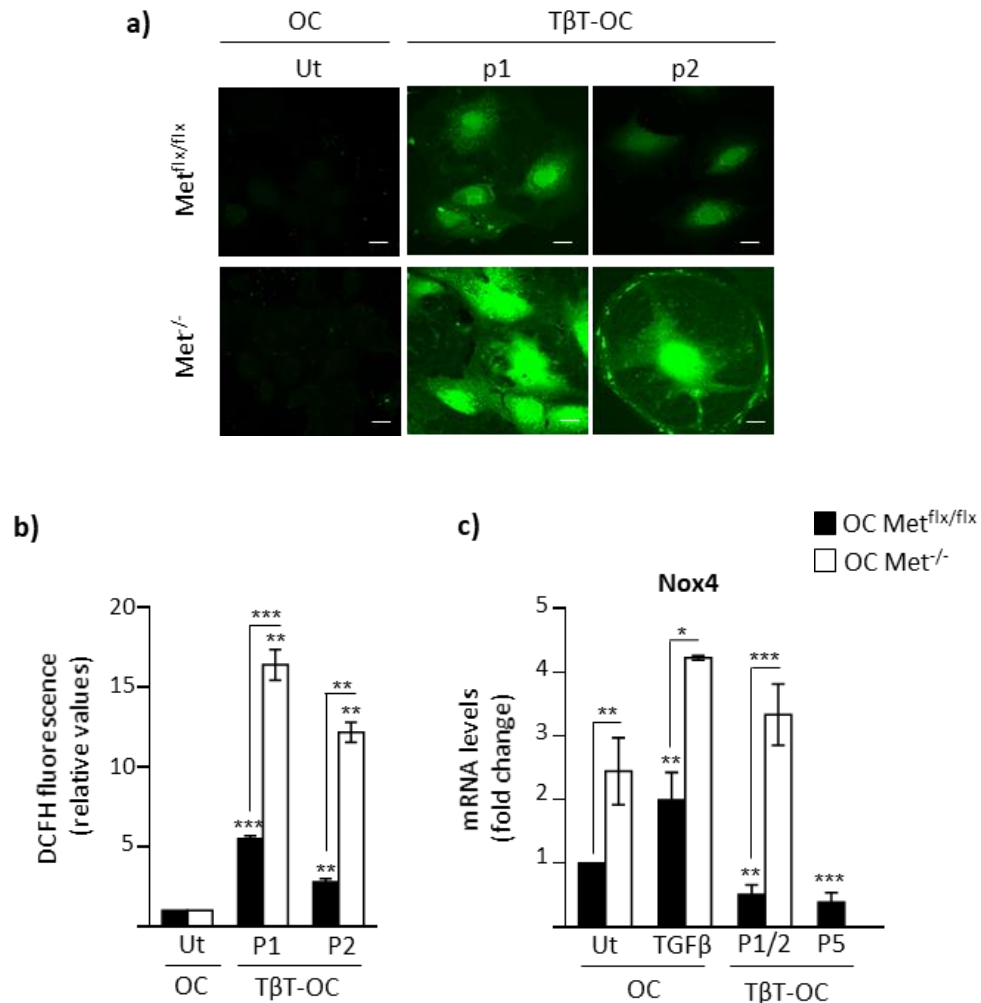 a)
OC TβT-OC
Ut p1 p2
Met^flx/flx
Met^-/-
b)
c)
OC Met^flx/flx
OC Met^-/-
DCFH fluorescence
(relative values)
20
15
10
5
***
**
***
**
**
**
Ut P1 P2
OC TβT-OC
Nox4
mRNA levels
(fold change)
5
4
3
2
1
**
*
**
***
**
***
Ut TGFβ P1/2 P5
OC TβT-OC